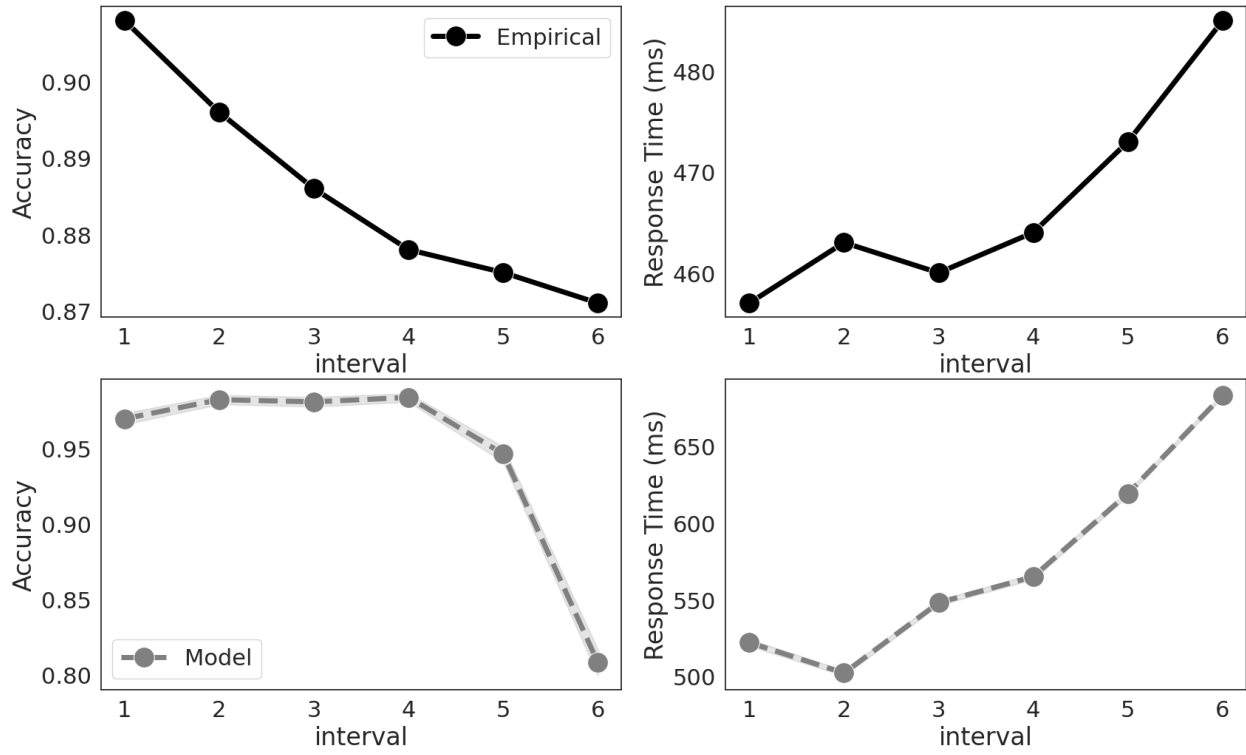 Accuracy
0.90
0.89
0.88
0.87
Empirical
1 2 3 4 5 6
interval
Response Time (ms)
480
470
460
1 2 3 4 5 6
interval
Accuracy
0.95
0.90
0.85
0.80
Model
1 2 3 4 5 6
interval
Response Time (ms)
650
600
550
500
1 2 3 4 5 6
interval